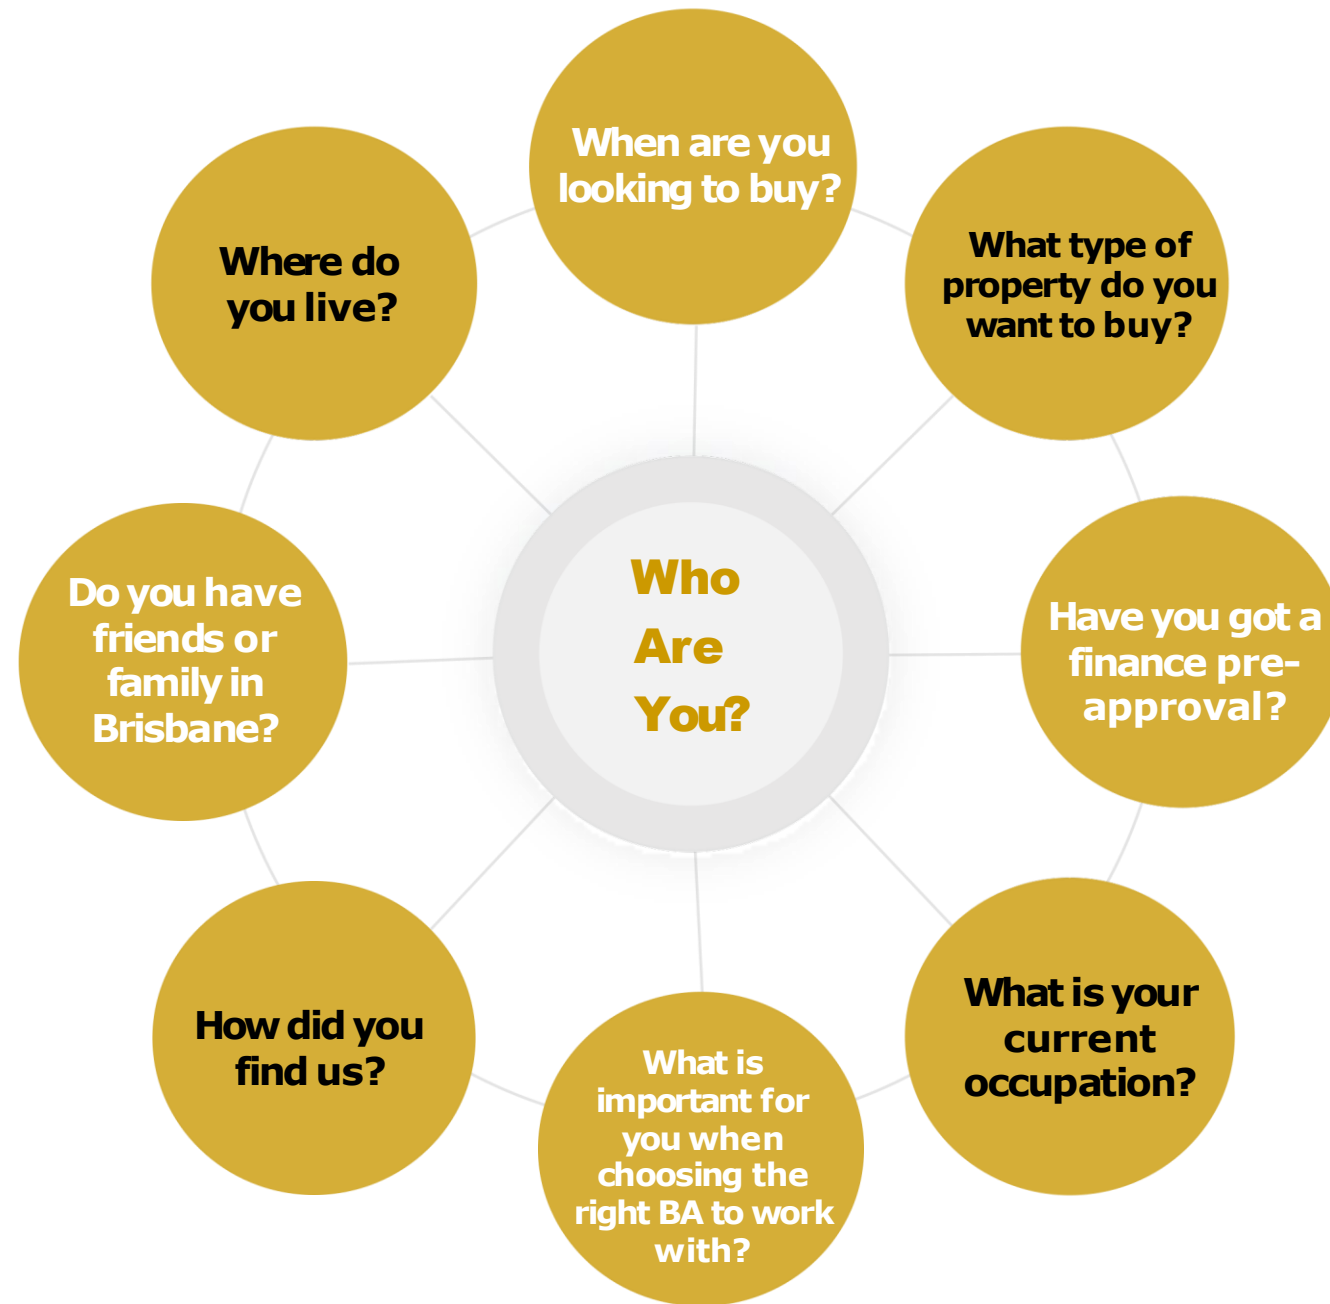 When are you
looking to buy?
Where do
you live?
What type of
property do you
want to buy?
Who
Are
You?
Do you have
friends or
family in
Brisbane?
Have you got a
finance pre-
approval?
How did you
find us?
What is your
current
occupation?
What is
important for
you when
choosing the
right BA to work
with?